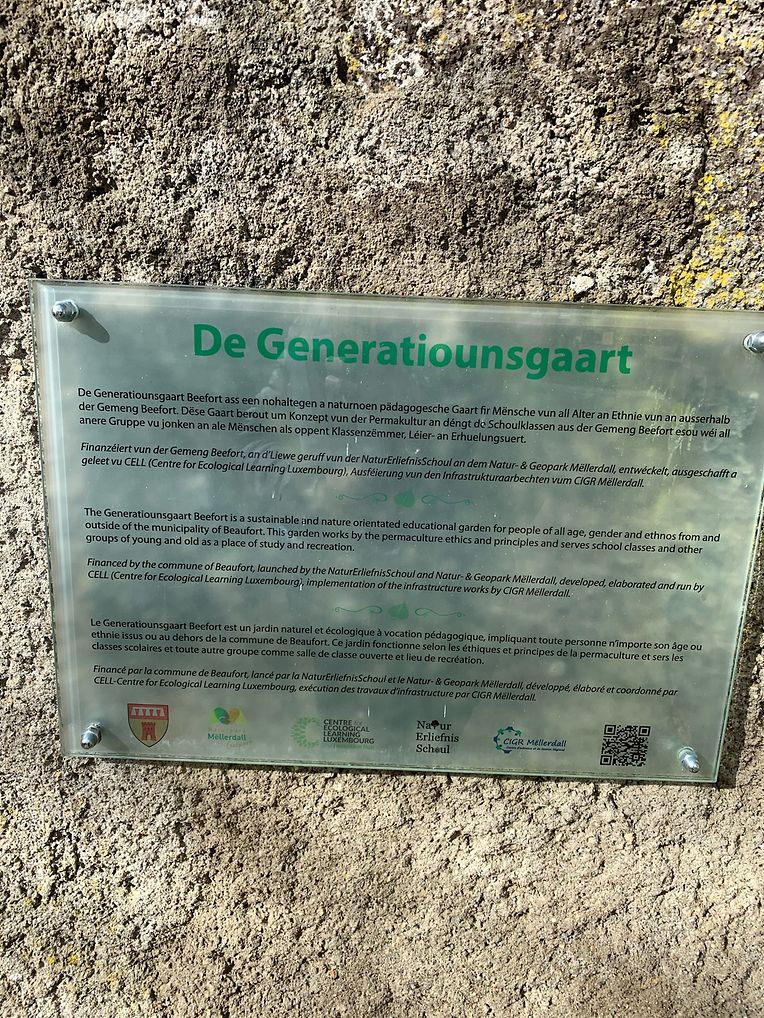 De Generatiounsgaart
De Generatiounsgaart Beefort ass een nohaltegen a naturnoen pädagogesche Gaart fir Mënsche vun all Alter an Ethnie vun an ausserhalb
der Gemeng Beefort. Dëse Gaart berout um Konzept vun der Permakultur an déngt de Schoulklassen aus der Gemeng Beefort esou wéi all
anere Gruppe vu jonken an ale Mënschen als oppent Klassenzëmmer, Léier- an Erhuelungsuert.
Finanzéiert vun der Gemeng Beefort, an d'Liewe geruff vun der NaturErliefnisSchoul an dem Natur- & Geopark Mëllerdall, entwéckelt, ausgeschafft a
geleet vu CELL (Centre for Ecological Learning Luxembourg), Ausféierung vun den Infrastrukturaarbechten vum CIGR Mëllerdall.
The Generatiounsgaart Beefort is a sustainable and nature orientated educational garden for people of all age, gender and ethnos from and
outside of the municipality of Beaufort. This garden works by the permaculture ethics and principles and serves school classes and other
groups of young and old as a place of study and recreation.
Financed by the commune of Beaufort, launched by the NaturErliefnisSchoul and Natur- & Geopark Mëllerdall, developed, elaborated and run by
CELL (Centre for Ecological Learning Luxembourg), implementation of the infrastructure works by CIGR Mëllerdall.
Le Generatiounsgaart Beefort est un jardin naturel et écologique à vocation pédagogique, impliquant toute personne n'importe son âge ou
ethnie issus ou au dehors de la commune de Beaufort. Ce jardin fonctionne selon les éthiques et principes de la permaculture et sers les
classes scolaires et toute autre groupe comme salle de classe ouverte et lieu de recréation.
Financé par la commune de Beaufort, lancé par la NaturErliefnisSchoul et le Natur- & Geopark Mëllerdall, développé, élaboré et coordonné par
CELL-Centre for Ecological Learning Luxembourg, exécution des travaux d'infrastructure par CIGR Mëllerdall.
Mëllerdall
CENTRE
ECOLOGICAL
LEARNING
LUXEMBOURG
Natur
Erliefnis
Schoul
CIGR Mëllerdall